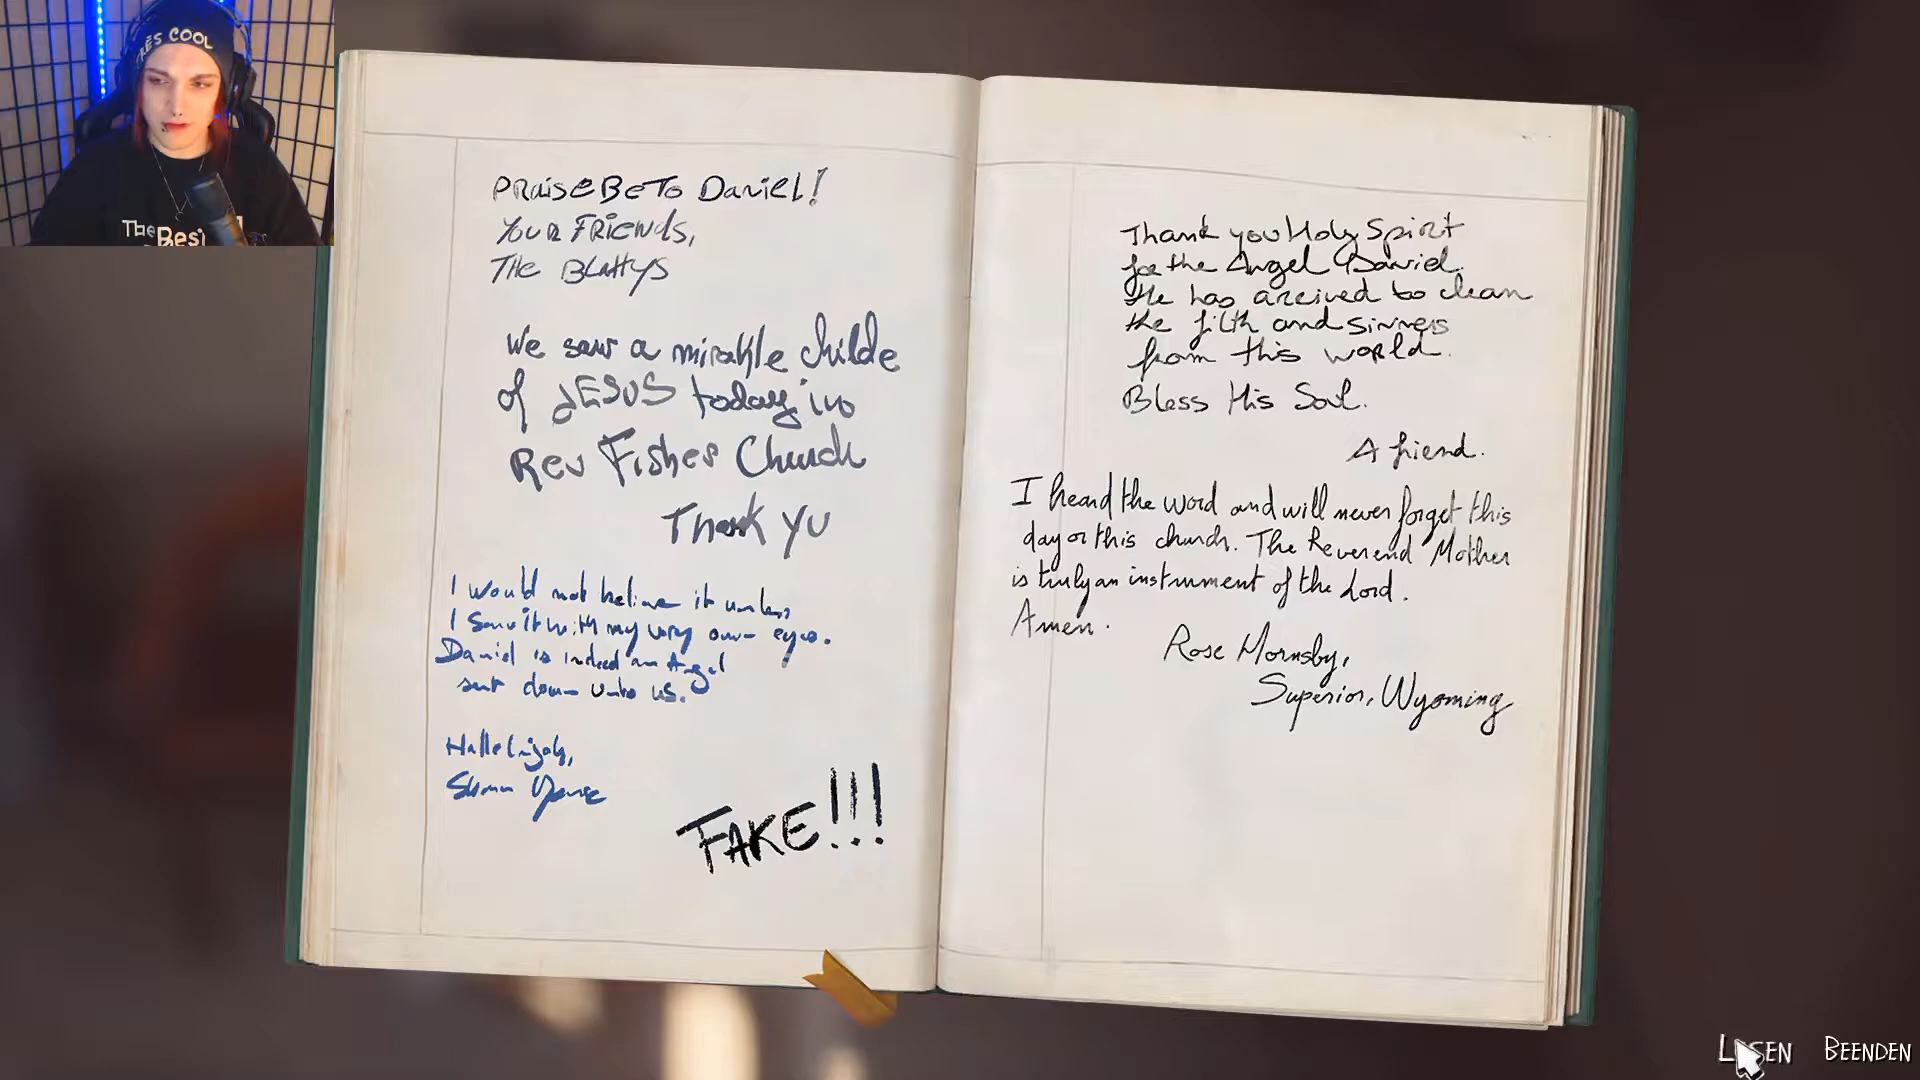 RÈS COOL
The Best
Praise Be To Daniel!
Your Friends,
The Blattys
We saw a mirakle childe
of JESUS today in
Rev Fisher Church
Thank YU
I would not believe it unless
I saw it with my very own eyes.
Daniel is indeed an Angel
sent down unto us.
Hallelujah,
FAKE!!!
Thank you Holy Spirit
for the Angel Daniel.
He has arrived to clean
the filth and sinners
from this world.
Bless His Soul.
A friend.
I heard the word and will never forget this
day or this church. The Reverend Mother
is truly an instrument of the Lord.
Amen.
Rose Hornsby,
Superior, Wyoming
BEENDEN